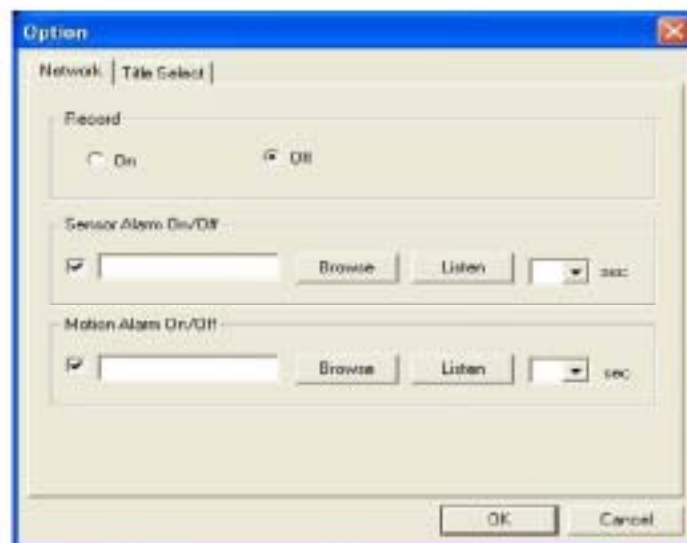 Option
Network Title Select
Record
On Off
Sensor Alarm On/Off
Browse Listen sec
Motion Alarm On/Off
Browse Listen sec
OK Cancel